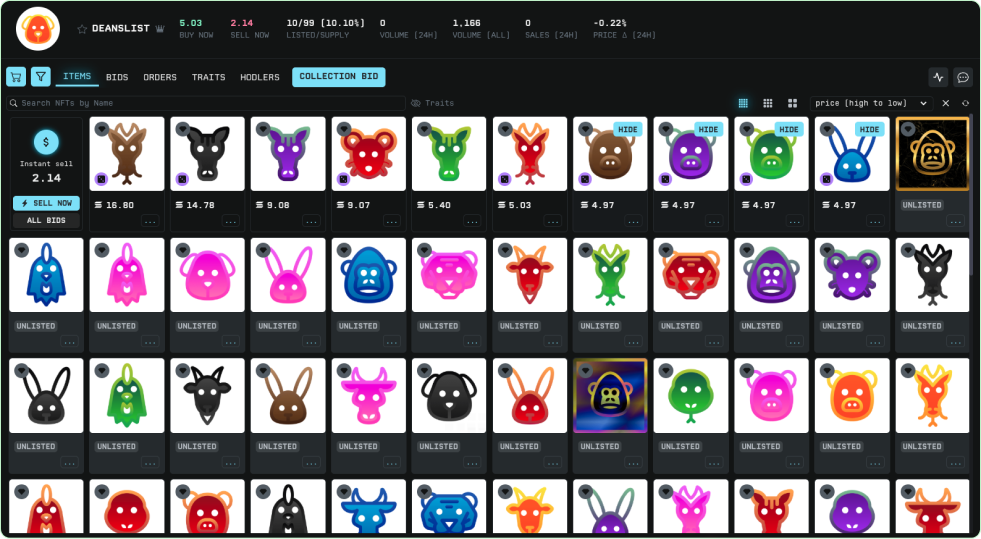 DEANSLIST
5.03
BUY NOW
2.14
SELL NOW
10/99 [10.10%]
LISTED/SUPPLY
0
VOLUME [24H]
1,166
VOLUME [ALL]
0
SALES [24H]
-0.22%
PRICE Δ [24H]
ITEMS BIDS ORDERS TRAITS HODLERS COLLECTION BID
Search NFTs by Name
Traits
price [high to low]
$
Instant sell
2.14
SELL NOW
ALL BIDS
HIDE HIDE HIDE HIDE
16.80 14.78 9.08 9.07 5.40 5.03 4.97 4.97 4.97 4.97 UNLISTED
... ... ... ... ... ... ... ... ... ... ...
UNLISTED UNLISTED UNLISTED UNLISTED UNLISTED UNLISTED UNLISTED UNLISTED UNLISTED UNLISTED UNLISTED UNLISTED
... ... ... ... ... ... ... ... ... ... ... ...
UNLISTED UNLISTED UNLISTED UNLISTED UNLISTED UNLISTED UNLISTED UNLISTED UNLISTED UNLISTED UNLISTED UNLISTED
... ... ... ... ... ... ... ... ... ... ... ...